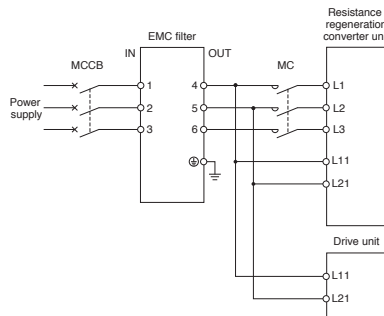 Resistance
regeneration
converter un
EMC filter
IN
OUT
MCCB
MC
Power
supply
1
2
3
4
5
6
L1
L2
L3
L11
L21
Drive unit
L11
L21